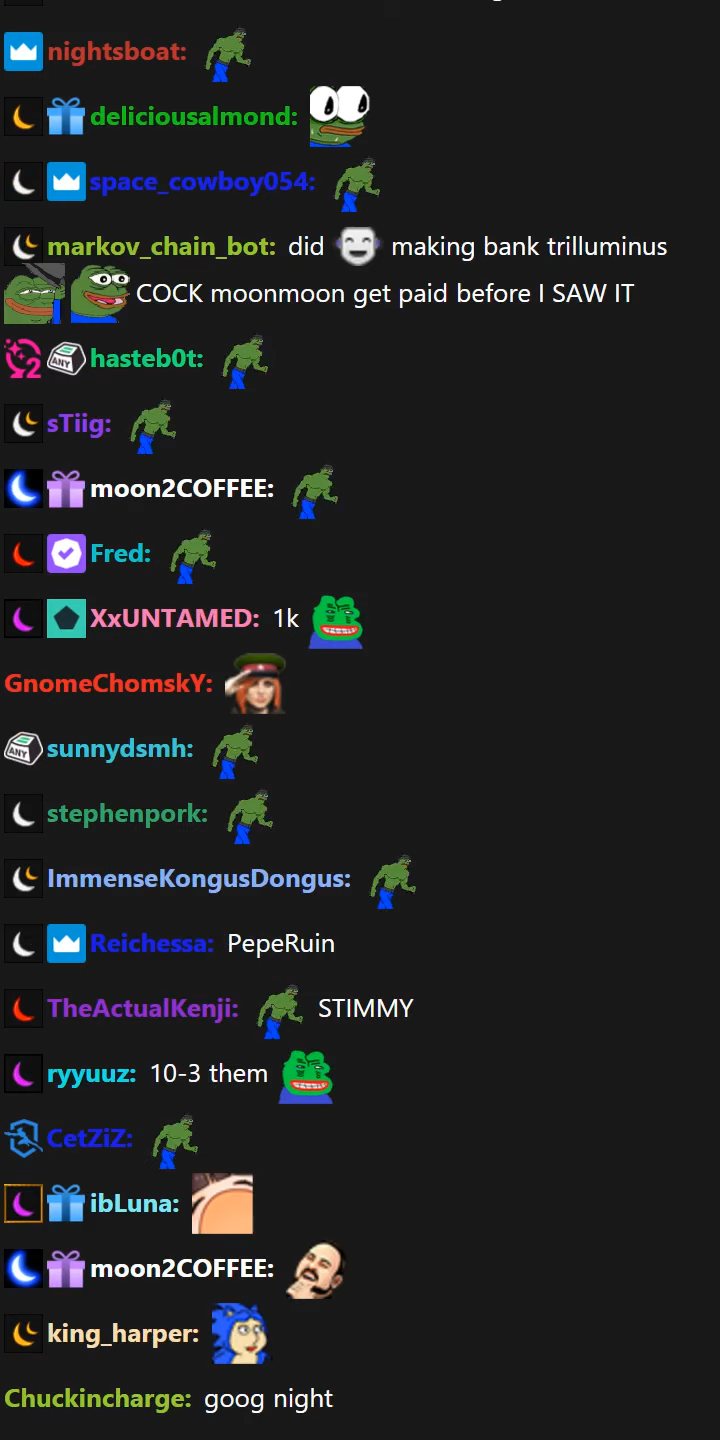 nightsboat:
deliciousalmond:
space_cowboy054:
markov_chain_bot: did making bank trilluminus
COCK moonmoon get paid before I SAW IT
ANY hasteb0t:
sTiig:
moon2COFFEE:
Fred:
XxUNTAMED: 1k
GnomeChomskY:
ANY sunnydsmh:
stephenpork:
ImmenseKongusDongus:
Reichessa: PepeRuin
TheActualKenji: STIMMY
ryyuuz: 10-3 them
CetZiZ:
ibLuna:
moon2COFFEE:
king_harper:
Chuckincharge: goog night